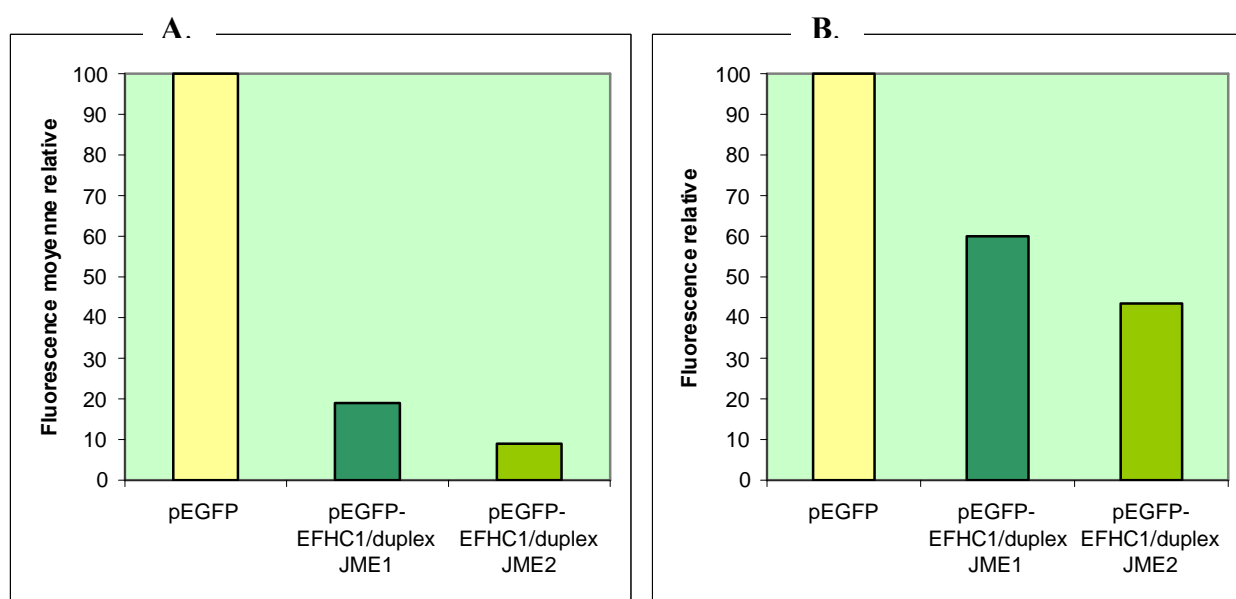 A.
Fluorescence moyenne relative
100
90
80
70
60
50
40
30
20
10
0
pEGFP
pEGFP-
EFHC1/duplex
JME1
pEGFP-
EFHC1/duplex
JME2
B.
Fluorescence relative
100
90
80
70
60
50
40
30
20
10
0
pEGFP
pEGFP-
EFHC1/duplex
JME1
pEGFP-
EFHC1/duplex
JME2